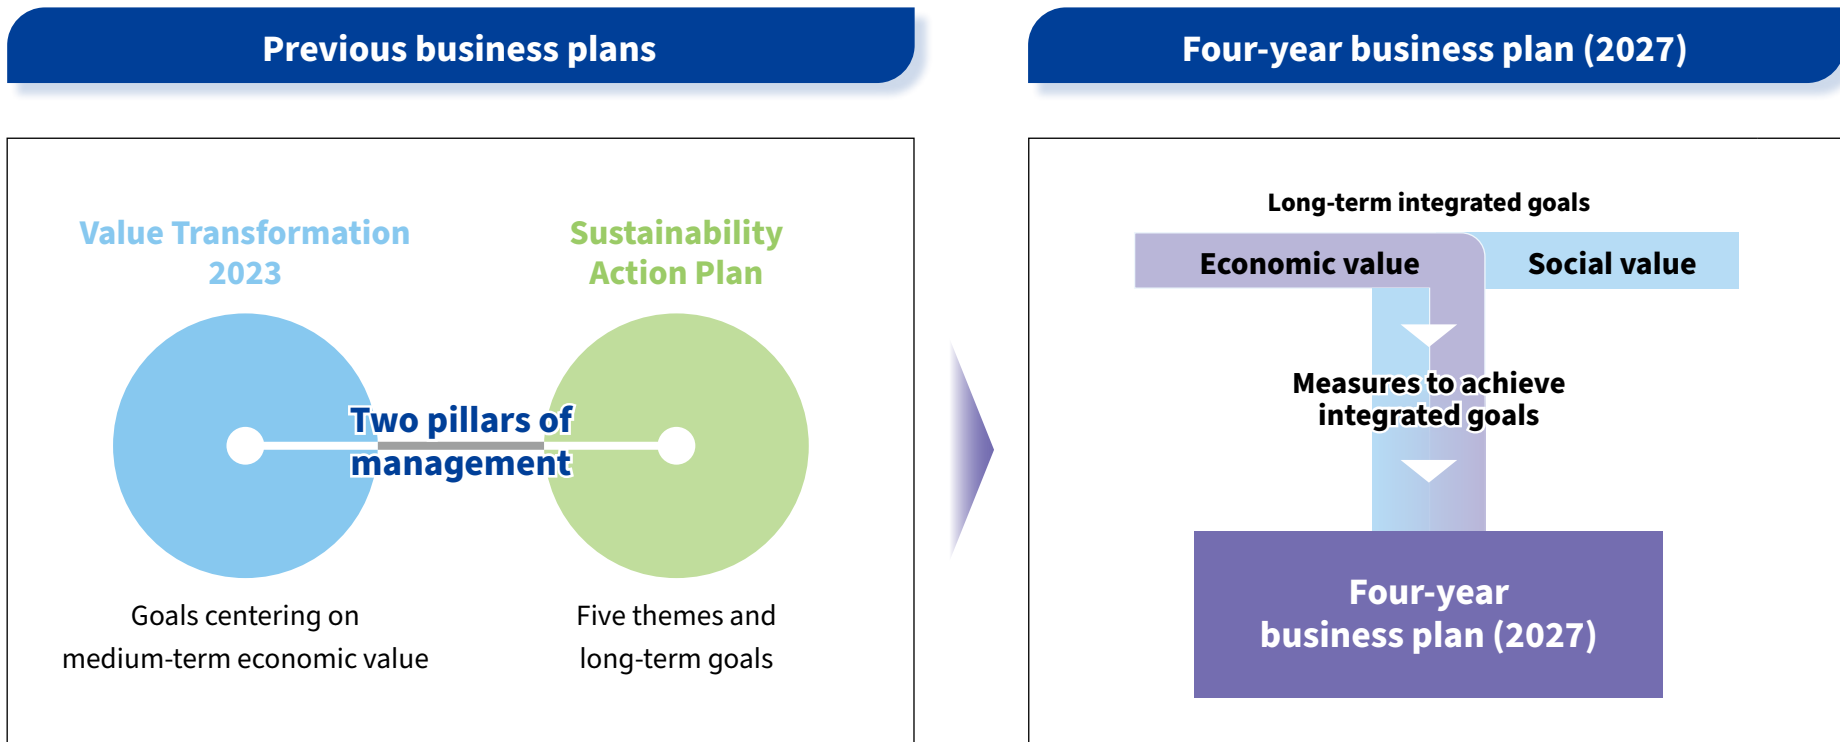 Previous business plans
Value Transformation
2023
Sustainability
Action Plan
Two pillars of
management
Goals centering on
medium-term economic value
Five themes and
long-term goals
Four-year business plan (2027)
Long-term integrated goals
Economic value
Social value
Measures to achieve
integrated goals
Four-year
business plan (2027)